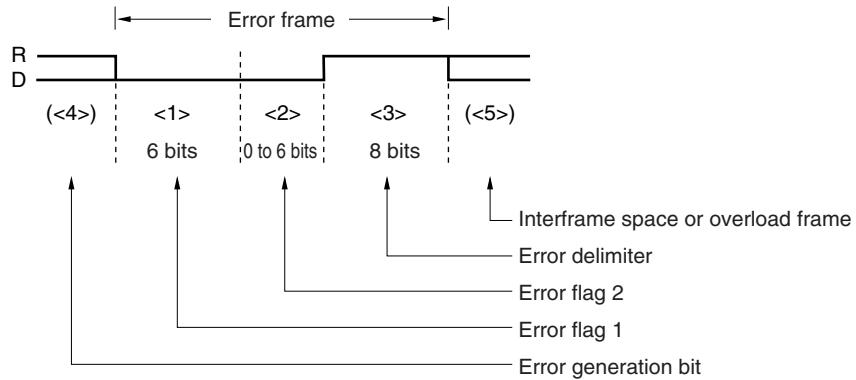 Error frame
R
D
(<4>) <1> <2> <3> (<5>)
6 bits 0 to 6 bits 8 bits
Interframe space or overload frame
Error delimiter
Error flag 2
Error flag 1
Error generation bit